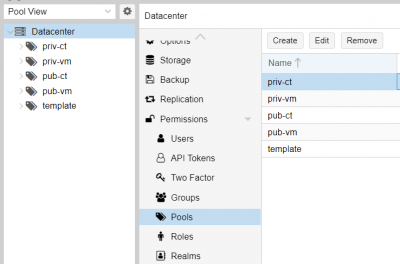 Pool View
Datacenter
priv-ct
priv-vm
pub-ct
pub-vm
template
Datacenter
Options
Storage
Backup
Replication
Permissions
Users
API Tokens
Two Factor
Groups
Pools
Roles
Realms
Create Edit Remove
Name ↑
priv-ct
priv-vm
pub-ct
pub-vm
template